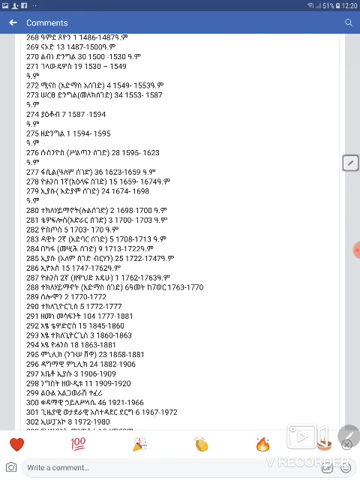 51% 12:20
Comments
268 ዓምደ ጽዮን 1 1486-1487ዓ.ም
269 ናኦድ 13 1487-1500ዓ.ም
270 ልብነ ድንግል 30 1500 -1530 ዓ.ም
271 ገላውዴዎስ 19 1530 – 1549
ዓ.ም
272 ሚናስ (አድማስ አሰገድ) 4 1549- 1553ዓ.ም
273 ሠርፀ ድንግል(መለክሰገድ) 34 1553- 1587
ዓ.ም
274 ያዕቆብ 7 1587 -1594
ዓ.ም
275 ዘድንግል 1 1594- 1595
ዓ.ም
276 ሱስንዮስ (ሥልጣን ሰገድ) 28 1595- 1623
ዓ.ም
277 ፋሲል(ዓለም ሰገድ) 36 1623-1659 ዓ.ም
278 ዮሐንስ 1ኛ(አዕላፍ ሰገድ) 15 1659- 1674ዓ.ም
279 ኢያሱ( አድያም ሰገድ) 24 1674- 1698
ዓ.ም
280 ተክለሃይማኖት(ሉልሰገድ) 2 1698-1700 ዓ.ም
281 ቴዎፍሎስ(አድራር ሰገድ) 3 1700- 1703 ዓ.ም
282 ዮስጦስ 5 1703- 170 ዓ.ም
283 ዳዊት 2ኛ (አድባር ሰገድ) 5 1708-1713 ዓ.ም
284 በካፋ ( መሢሕ ሰገድ) 9 1713-1722ዓ.ም
285 ኢያሱ (አለም ሰገድ ብርሃን) 25 1722-1747ዓ.ም
286 ኢዮአስ 15 1747-1762ዓ.ም
287 ዮሐንስ 2ኛ 1 1762-1763ዓ.ም
288 ተክለሃይማኖት (አድማስ ሰገድ) 6ዓመት ከ7ወር 1763-1770
289 ሰሎሞን 2 1770-1772
290 ተክለጊዮርጊስ 5 1772-1777
291 ዘመነ መሳፍንት 104 1777-1881
292 አፄ ቴዎድሮስ 15 1845-1860
293 አፄ ተክለጊዮርጊስ 3 1860-1863
294 አፄ ዮሐንስ 18 1863-1881
295 ምኒሊክ (ንጉሠ ሸዋ) 23 1858-1881
296 ዳግማዊ ምኒሊክ 24 1882-1906
297 አቤቶ ኢያሱ 3 1906-1909
298 ንግስት ዘውዲቱ 11 1909-1920
299 ልዑል አልጋወራሽ ተፈሪ
300 ቀዳማዊ ኃይለሥላሴ 46 1921-1966
301 ጊዜያዊ ወታደራዊ አስተዳደር ደርግ 6 1967-1972
302 ኢሠፓአኮ 8 1972-1980
Write a comment...
V RECORDER